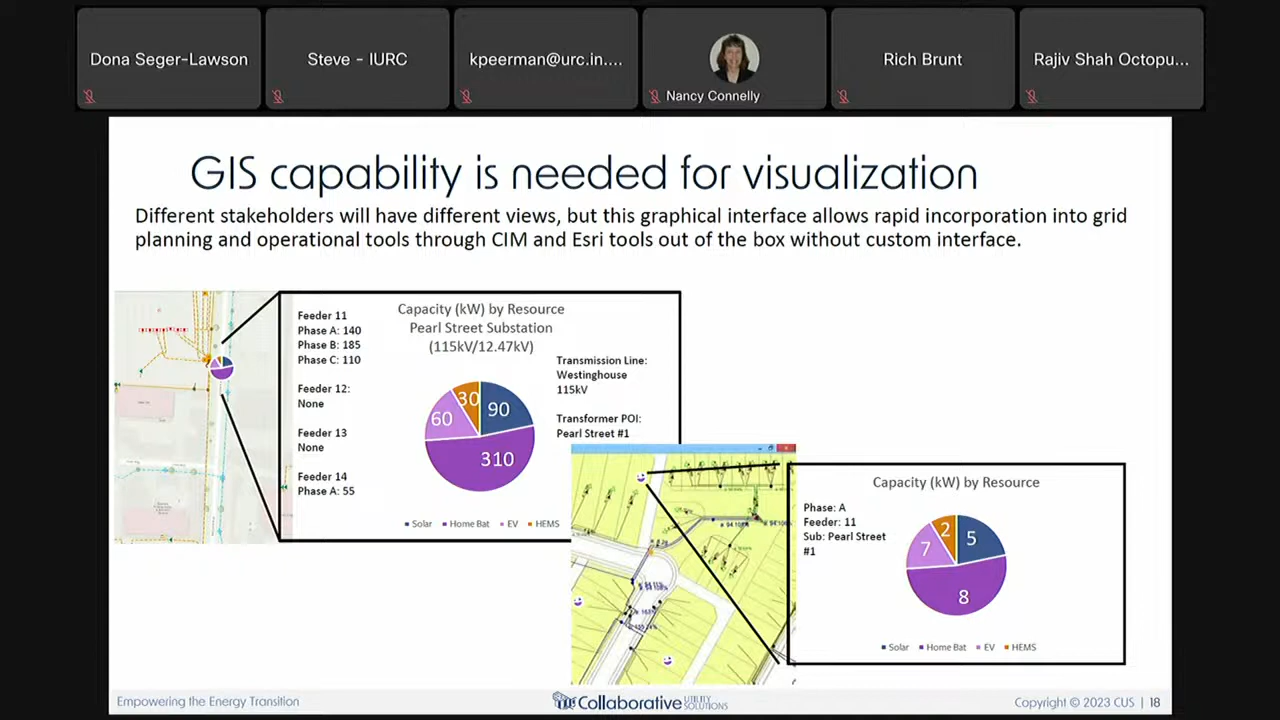 Dona Seger-Lawson
Steve - IURC
kpeerman@urc.in....
Nancy Connelly
Rich Brunt
Rajiv Shah Octopu...
GIS capability is needed for visualization
Different stakeholders will have different views, but this graphical interface allows rapid incorporation into grid
planning and operational tools through CIM and Esri tools out of the box without custom interface.
Feeder 11
Phase A: 140
Phase B: 185
Phase C: 110
Feeder 12:
None
Feeder 13
None
Feeder 14
Phase A: 55
Capacity (kW) by Resource
Pearl Street Substation
(115kV/12.47kV)
30
90
60
310
Solar
Home Bat
EV
HEMS
Transmission Line:
Westinghouse
115kV
Transformer POI:
Pearl Street #1
Capacity (kW) by Resource
Phase: A
Feeder: 11
Sub: Pearl Street
#1
2
5
7
8
Solar
Home Bat
EV
HEMS
Empowering the Energy Transition
Collaborative UTILITY SOLUTIONS
Copyright © 2023 CUS | 18